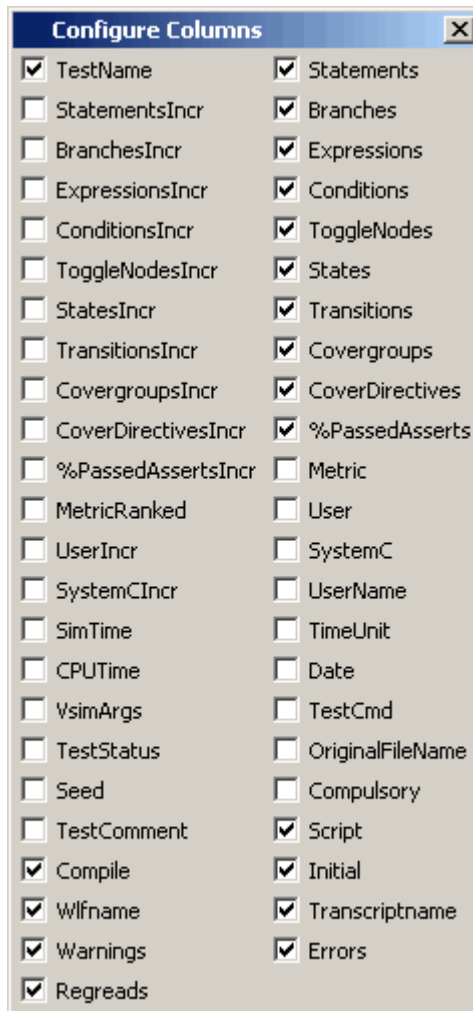 Configure Columns
TestName Statements
StatementsIncr Branches
BranchesIncr Expressions
ExpressionsIncr Conditions
ConditionsIncr ToggleNodes
ToggleNodesIncr States
StatesIncr Transitions
TransitionsIncr Covergroups
CovergroupsIncr CoverDirectives
CoverDirectivesIncr %PassedAsserts
%PassedAssertsIncr Metric
MetricRanked User
UserIncr SystemC
SystemCIncr UserName
SimTime TimeUnit
CPUTime Date
VsimArgs TestCmd
TestStatus OriginalFileName
Seed Compulsory
TestComment Script
Compile Initial
Wlfname Transcriptname
Warnings Errors
Regreads